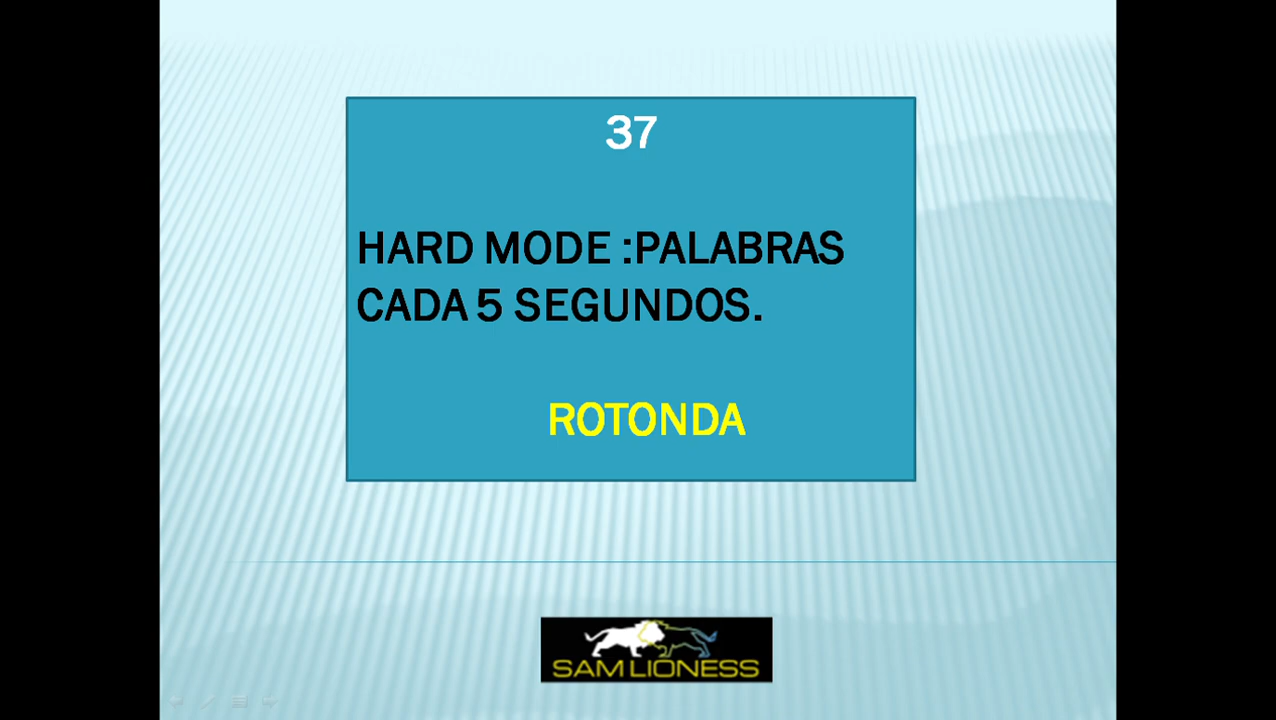 37
HARD MODE :PALABRAS
CADA 5 SEGUNDOS.
ROTONDA
SAM LIONESS